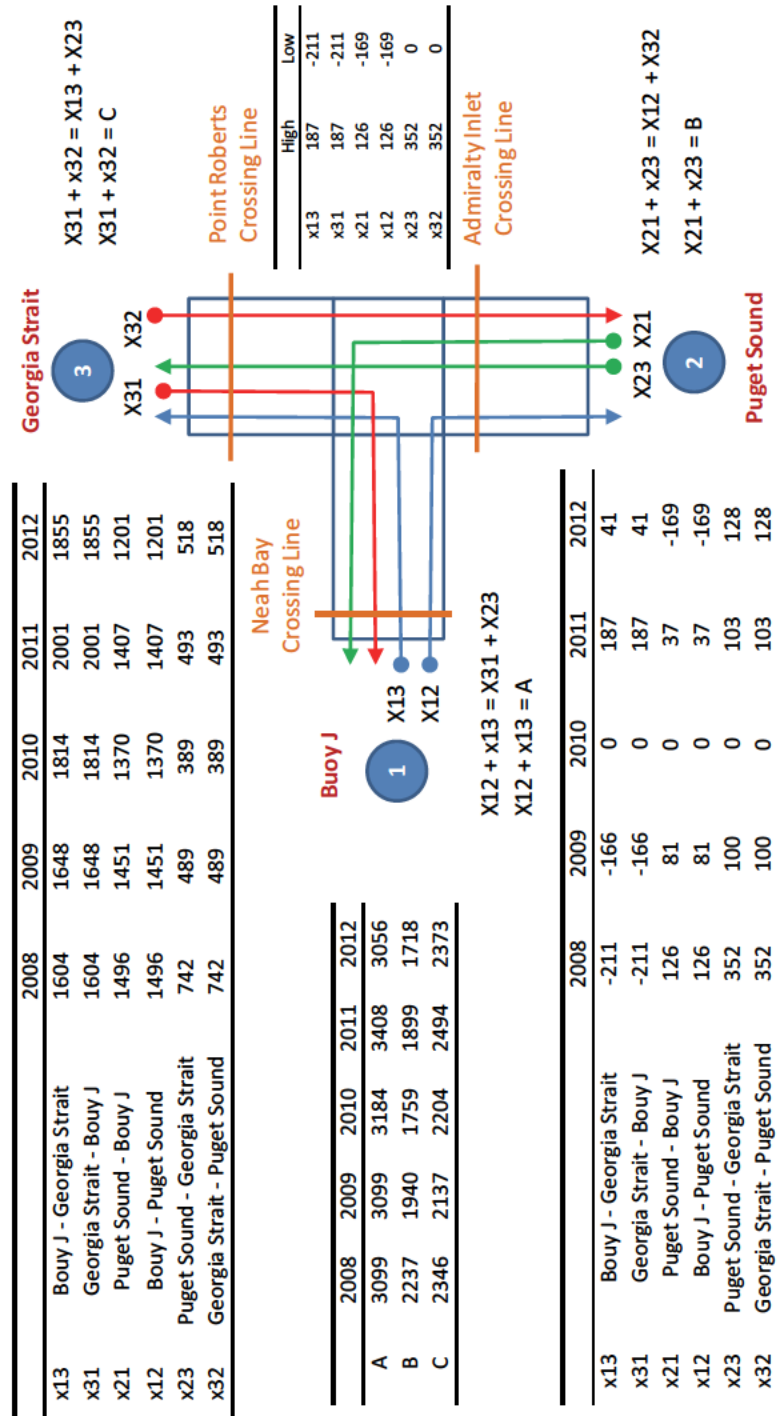 2008 2009 2010 2011 2012
x13 Bouy J - Georgia Strait 1604 1648 1814 2001 1855
x31 Georgia Strait - Bouy J 1604 1648 1814 2001 1855
x21 Puget Sound - Bouy J 1496 1451 1370 1407 1201
x12 Bouy J - Puget Sound 1496 1451 1370 1407 1201
x23 Puget Sound - Georgia Strait 742 489 389 493 518
x32 Georgia Strait - Puget Sound 742 489 389 493 518
2008 2009 2010 2011 2012
A 3099 3099 3184 3408 3056
B 2237 1940 1759 1899 1718
C 2346 2137 2204 2494 2373
2008 2009 2010 2011 2012
x13 Bouy J - Georgia Strait -211 -166 0 187 41
x31 Georgia Strait - Bouy J -211 -166 0 187 41
x21 Puget Sound - Bouy J 126 81 0 37 -169
x12 Bouy J - Puget Sound 126 81 0 37 -169
x23 Puget Sound - Georgia Strait 352 100 0 103 128
x32 Georgia Strait - Puget Sound 352 100 0 103 128
Neah Bay
Crossing Line
Buoy J
1
X13
X12
X12 + x13 = X31 + X23
X12 + x13 = A
Georgia Strait
3
X31
X32
X31 + x32 = X13 + X23
X31 + x32 = C
Point Roberts
Crossing Line
High Low
x13 187 -211
x31 187 -211
x21 126 -169
x12 126 -169
x23 352 0
x32 352 0
Admiralty Inlet
Crossing Line
X23
X21
2
Puget Sound
X21 + x23 = X12 + X32
X21 + x23 = B